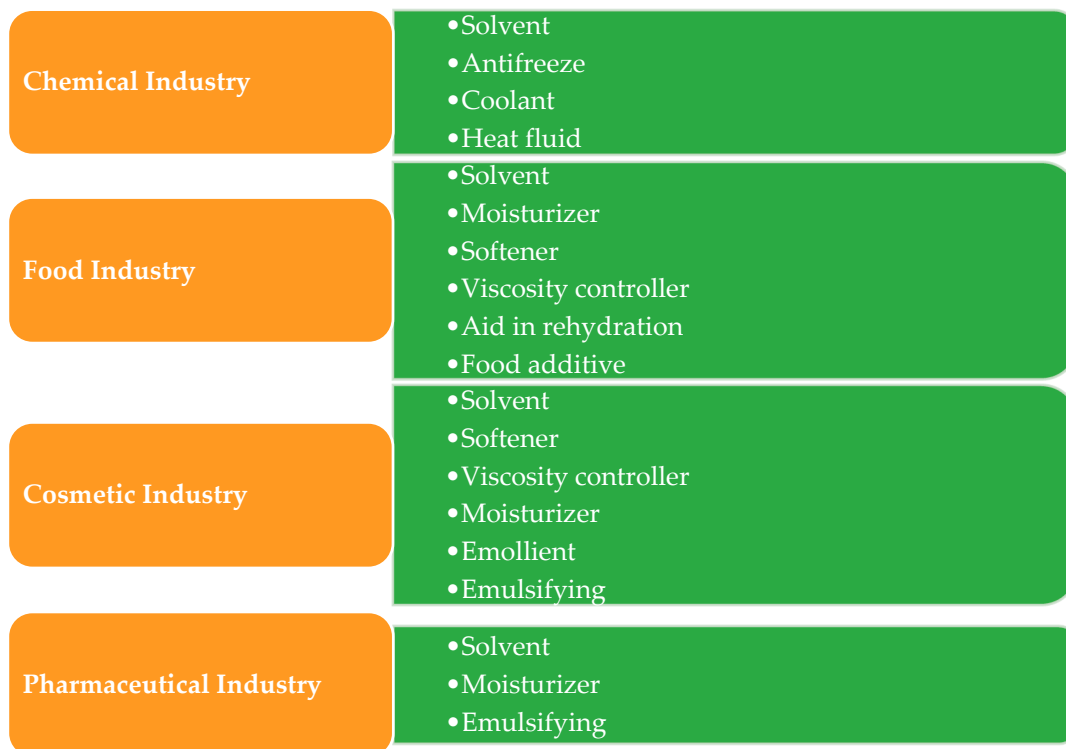 Chemical Industry
•Solvent
•Antifreeze
•Coolant
•Heat fluid
Food Industry
•Solvent
•Moisturizer
•Softener
•Viscosity controller
•Aid in rehydration
•Food additive
Cosmetic Industry
•Solvent
•Softener
•Viscosity controller
•Moisturizer
•Emollient
•Emulsifying
Pharmaceutical Industry
•Solvent
•Moisturizer
•Emulsifying